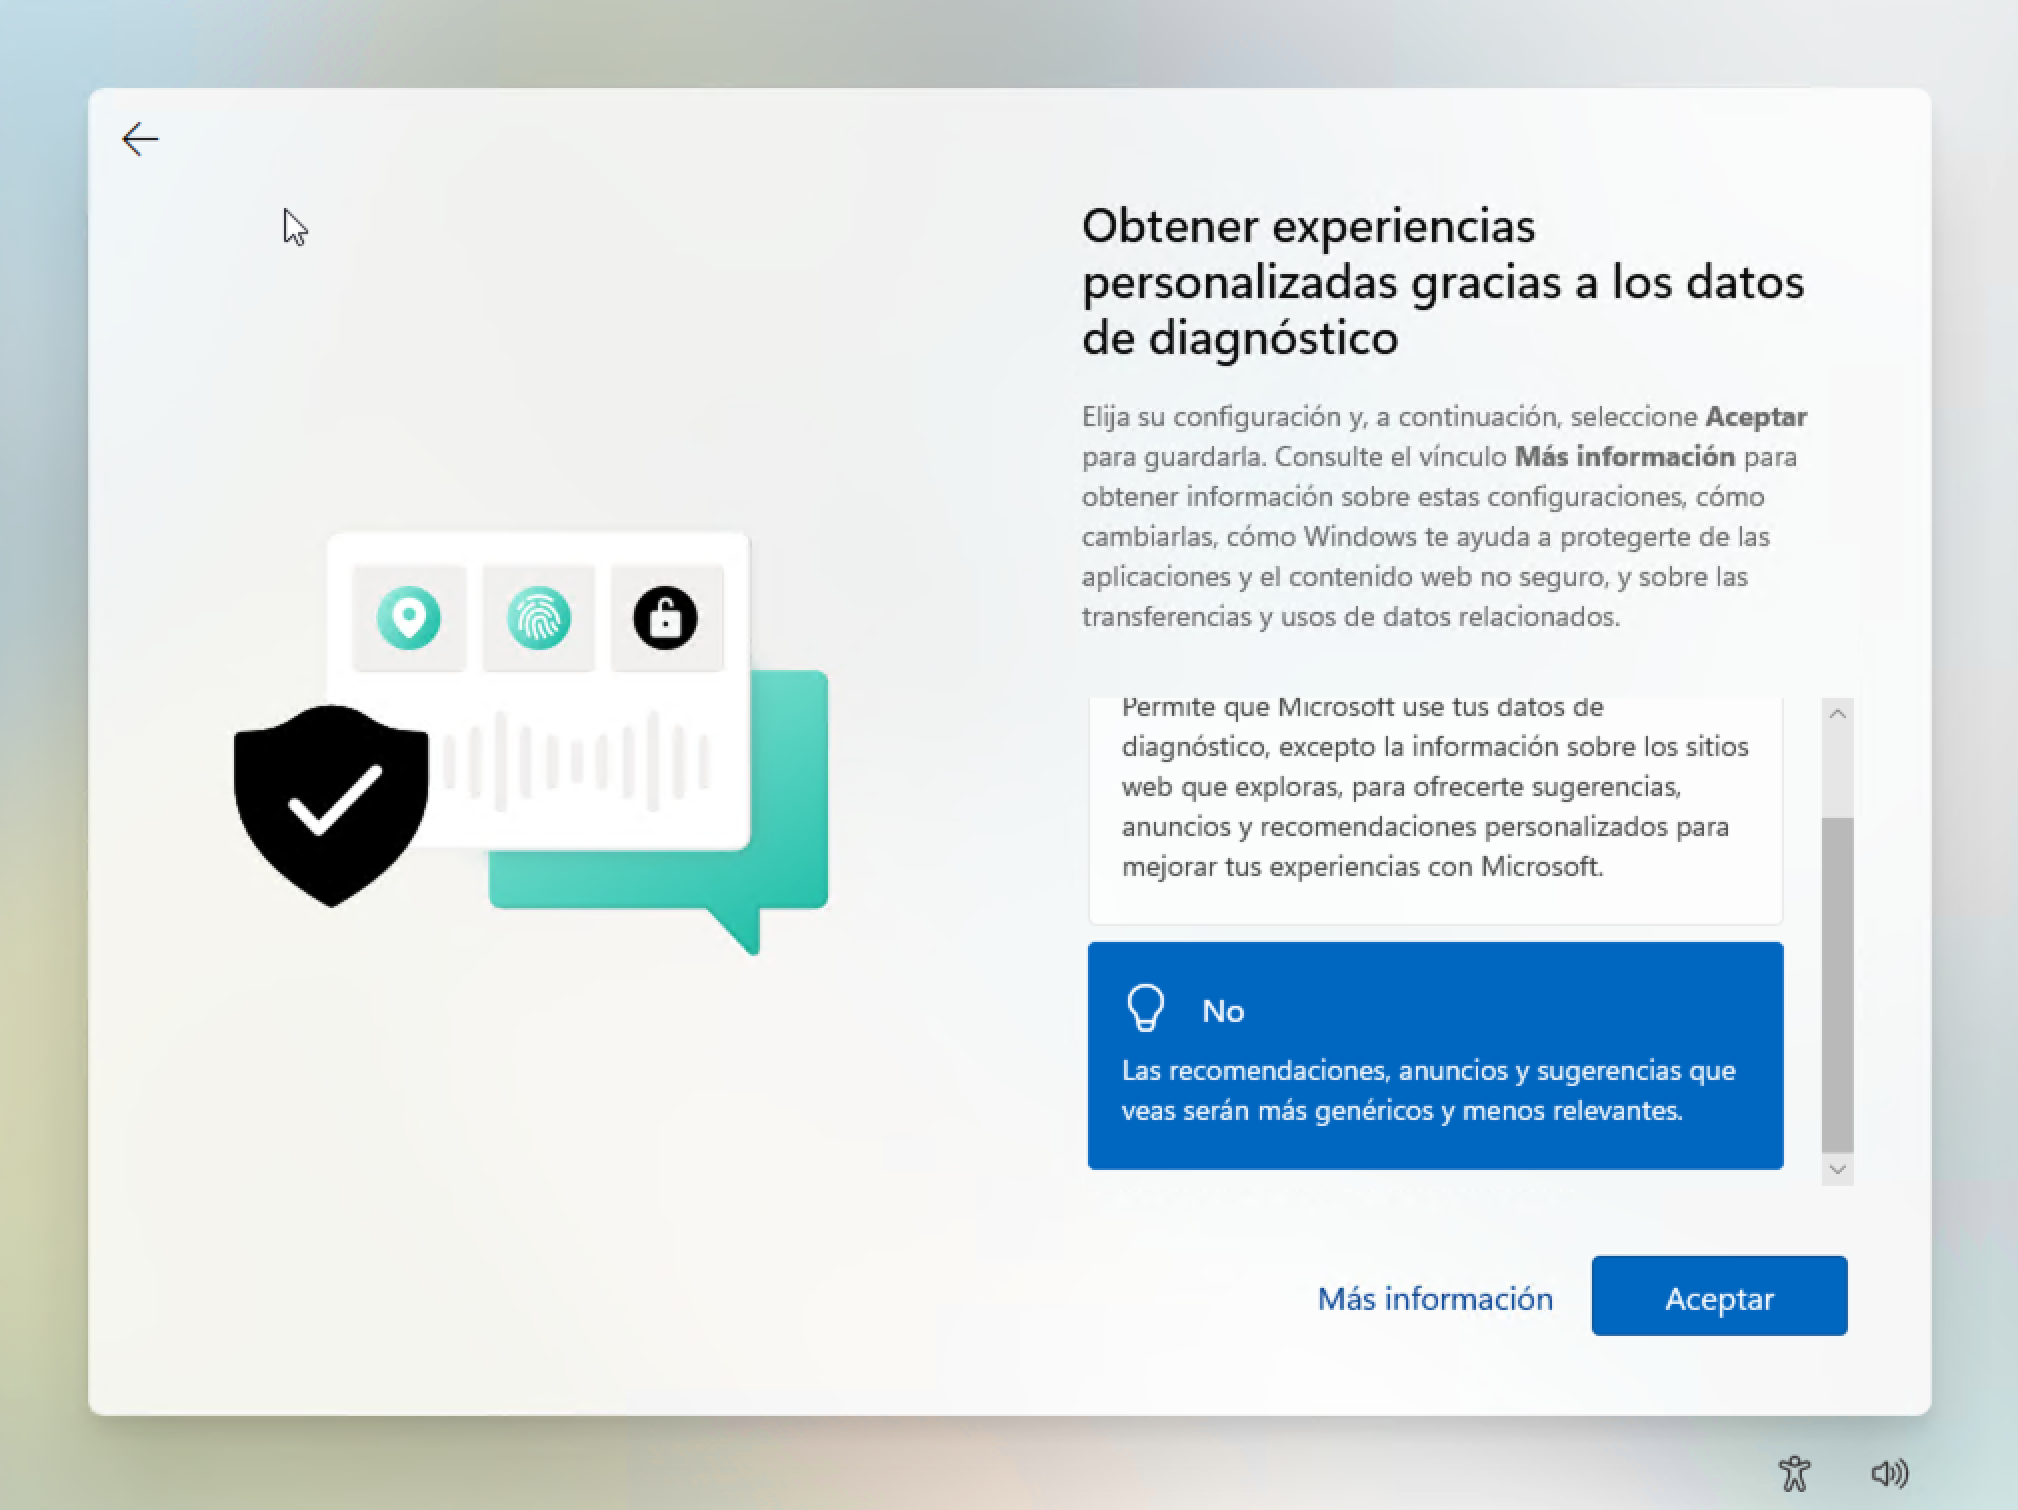 Obtener experiencias
personalizadas gracias a los datos
de diagnóstico
Elija su configuración y, a continuación, seleccione Aceptar
para guardarla. Consulte el vínculo Más información para
obtener información sobre estas configuraciones, cómo
cambiarlas, cómo Windows te ayuda a protegerte de las
aplicaciones y el contenido web no seguro, y sobre las
transferencias y usos de datos relacionados.
Permite que Microsoft use tus datos de
diagnóstico, excepto la información sobre los sitios
web que exploras, para ofrecerte sugerencias,
anuncios y recomendaciones personalizados para
mejorar tus experiencias con Microsoft.
No
Las recomendaciones, anuncios y sugerencias que
veas serán más genéricos y menos relevantes.
Más información
Aceptar